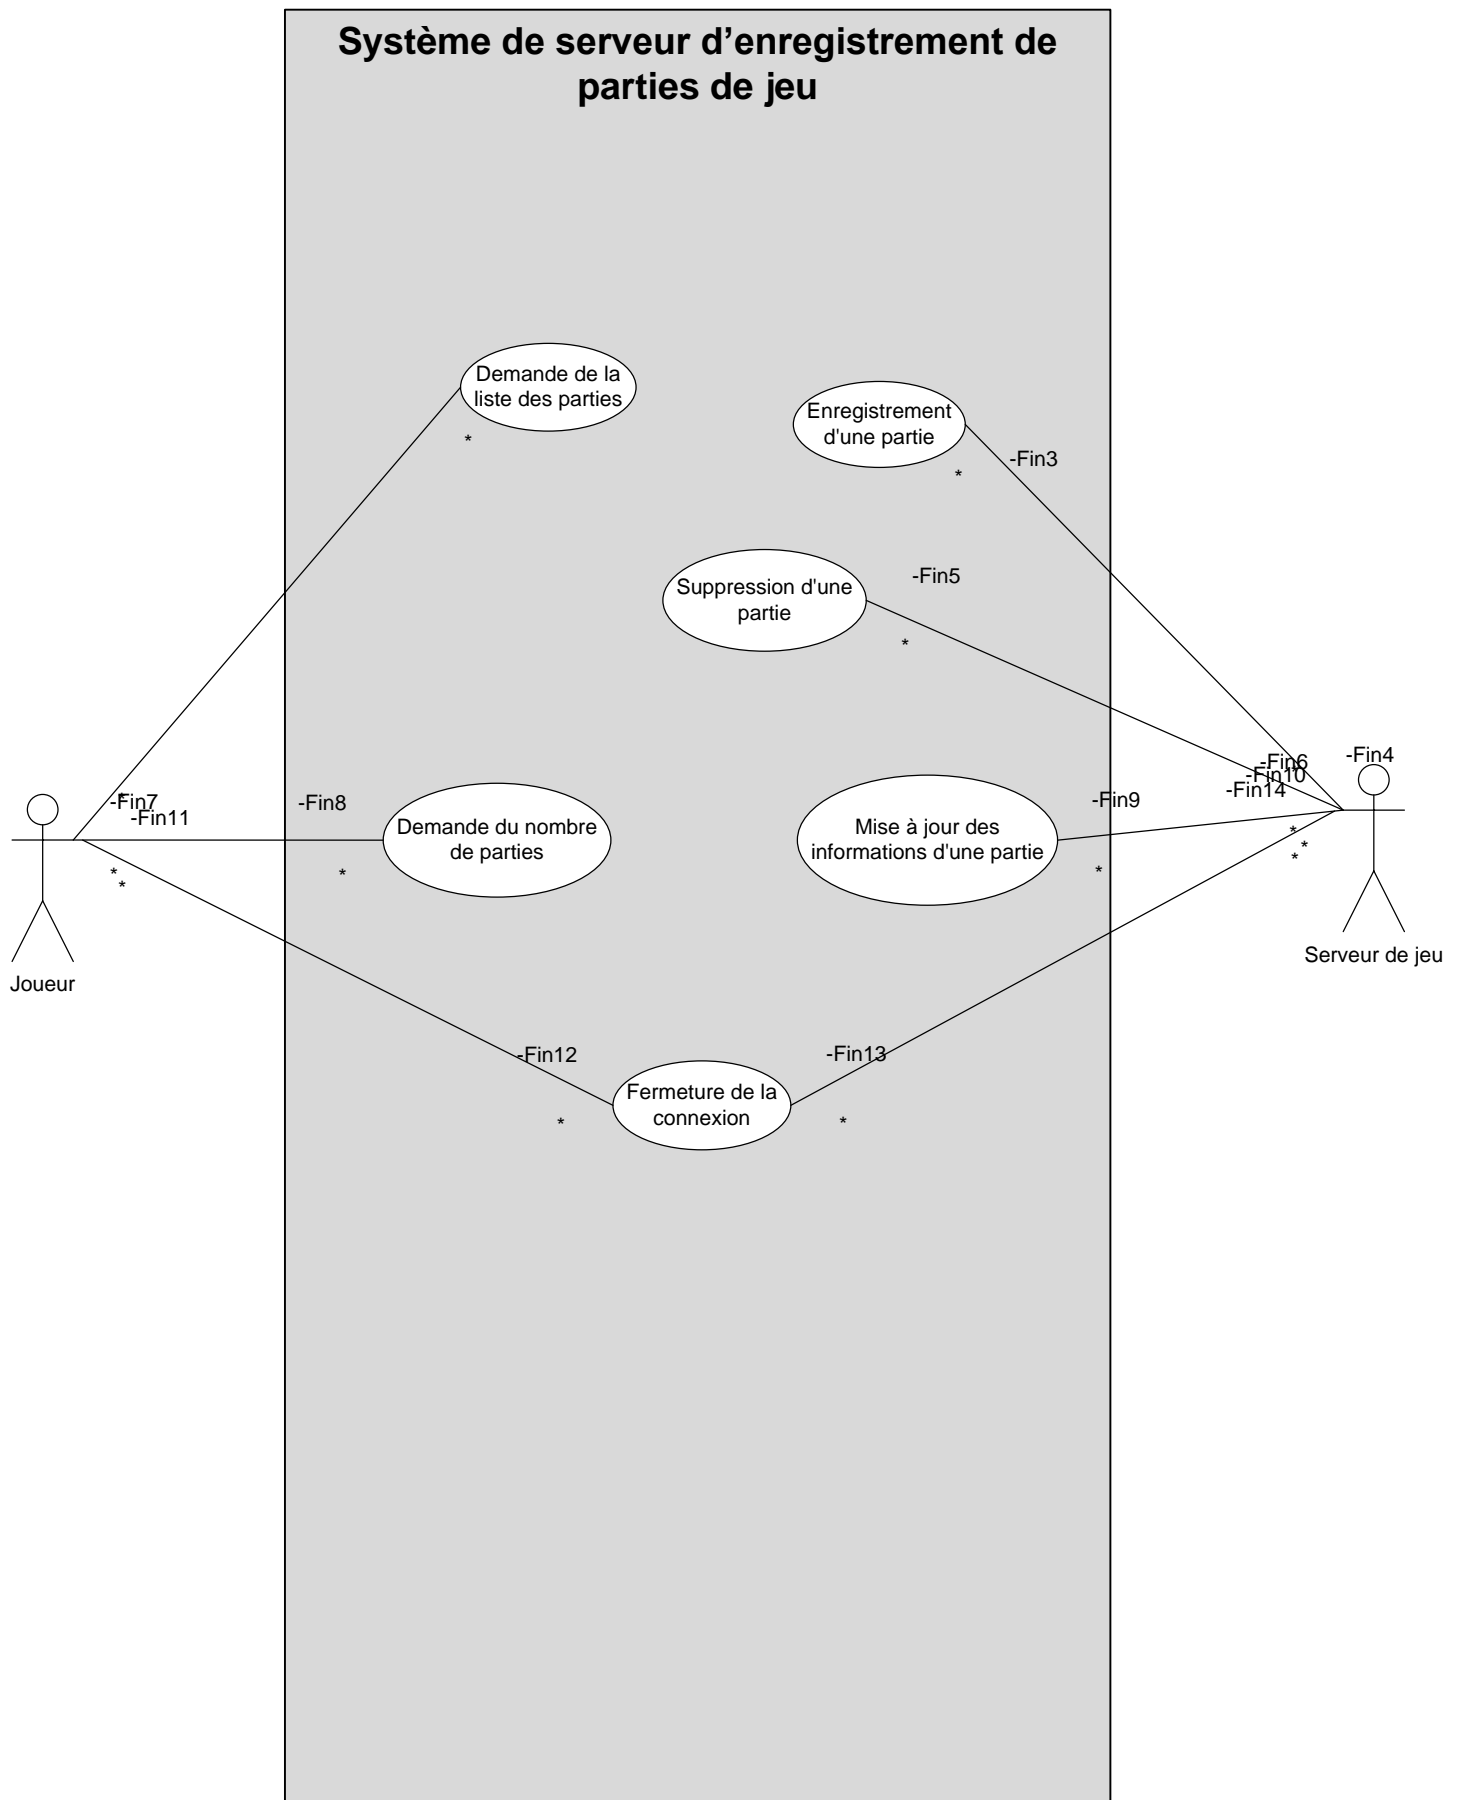 Système de serveur d’enregistrement de
parties de jeu
Demande de la
liste des parties
*
Enregistrement
d'une partie
*
-Fin3
Suppression d'une
partie
-Fin5
*
-Fin4
-Fin6
-Fin10
-Fin14
*
-Fin7
*
-Fin11
-Fin8
Demande du nombre
de parties
-Fin9
Mise à jour des
informations d'une partie
*
*
*
*
*
*
*
*
Joueur
Serveur de jeu
-Fin12
-Fin13
Fermeture de la
connexion
*
*